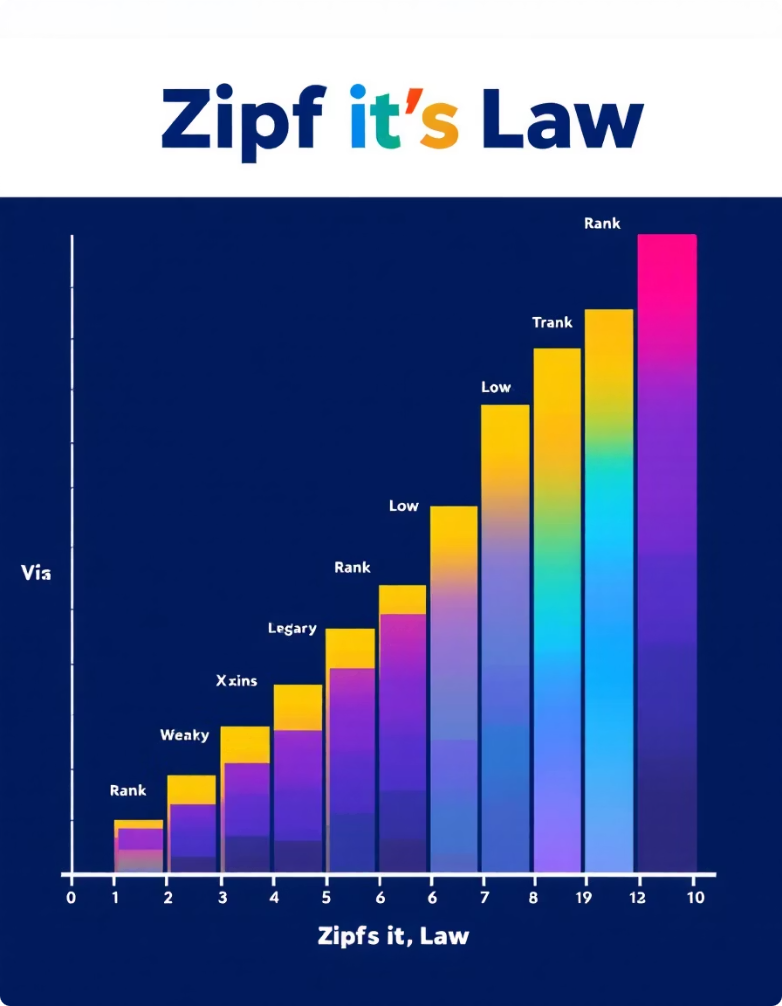 Zipf it's Law
Rank
Trank
Low
Low
Rank
Legary
Xxins
Weaky
Rank
Vis
0 1 2 3 4 5 6 6 7 8 19 12 10
Zipfs it, Law